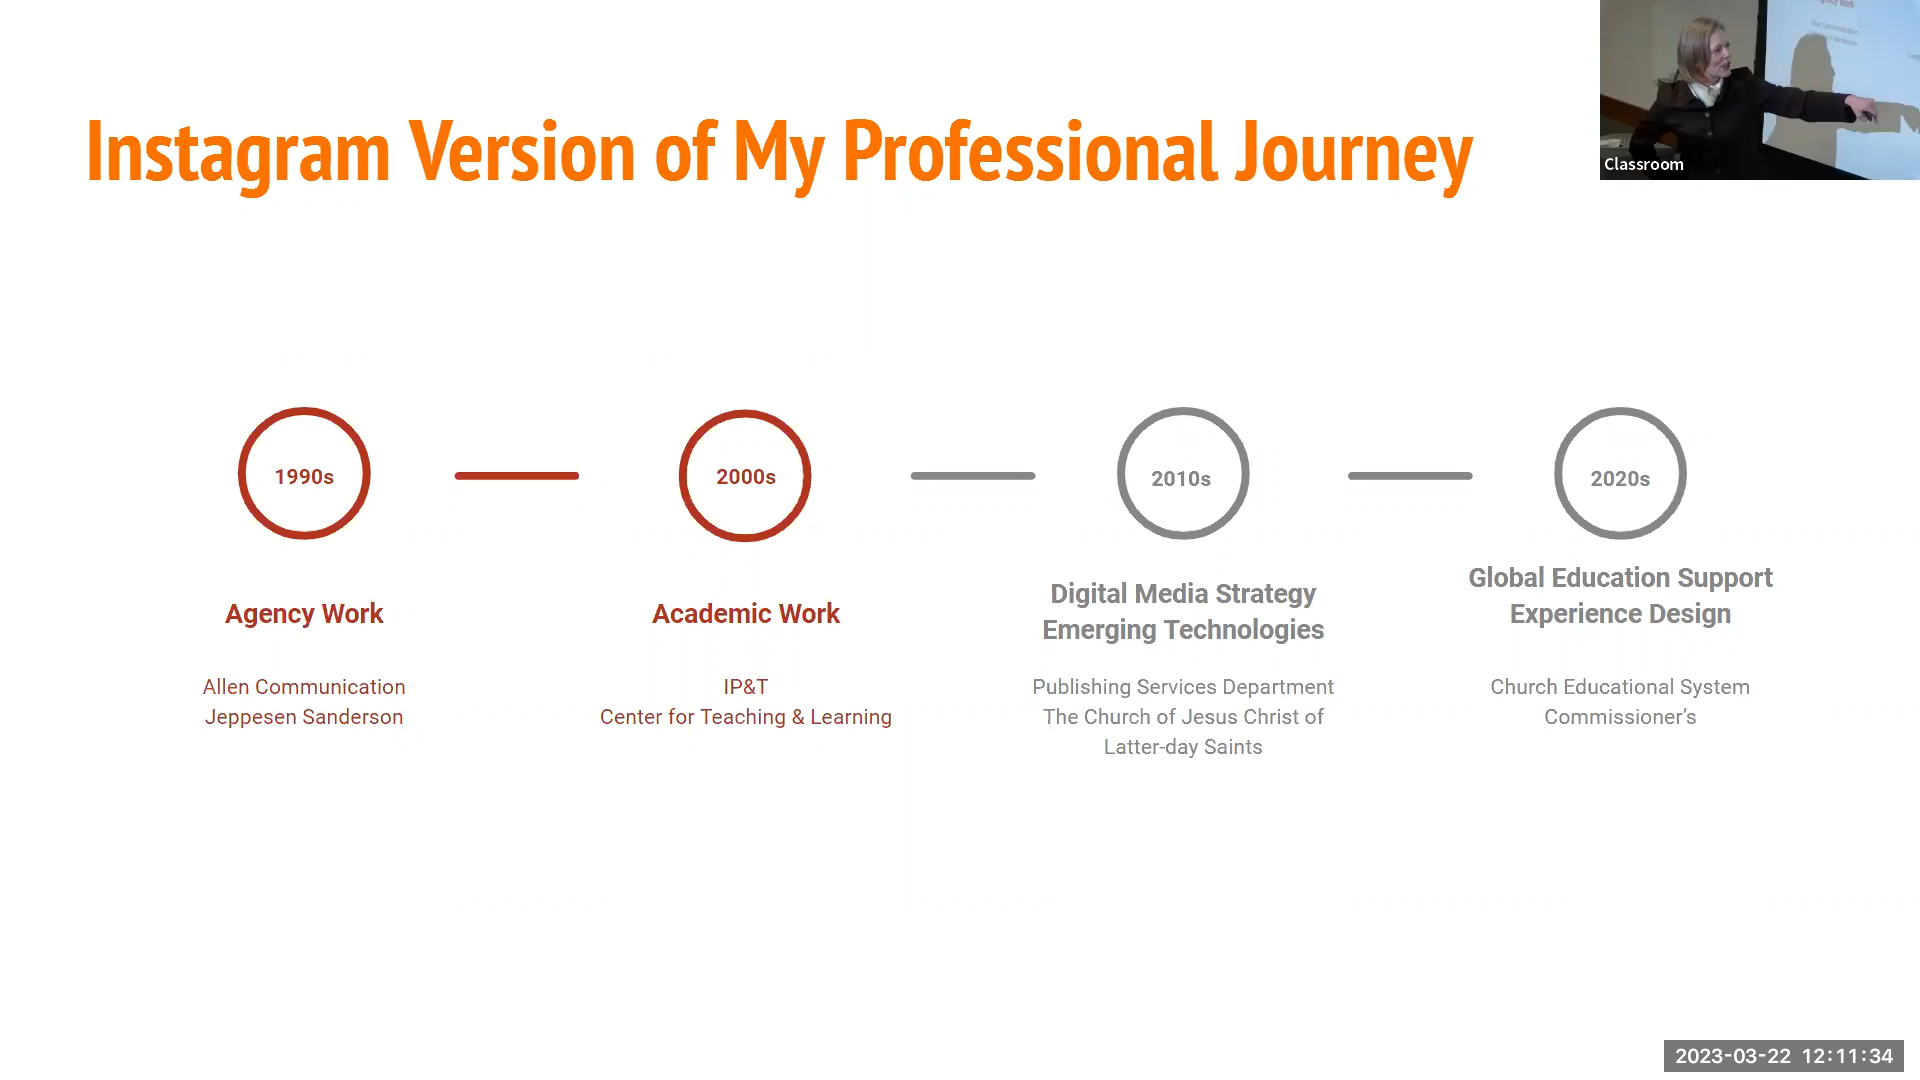 Instagram Version of My Professional Journey
Agency Work
Classroom
1990s
2000s
2010s
2020s
Agency Work
Allen Communication
Jeppesen Sanderson
Academic Work
IP&T
Center for Teaching & Learning
Digital Media Strategy
Emerging Technologies
Publishing Services Department
The Church of Jesus Christ of
Latter-day Saints
Global Education Support
Experience Design
Church Educational System
Commissioner’s
2023-03-22 12:11:34